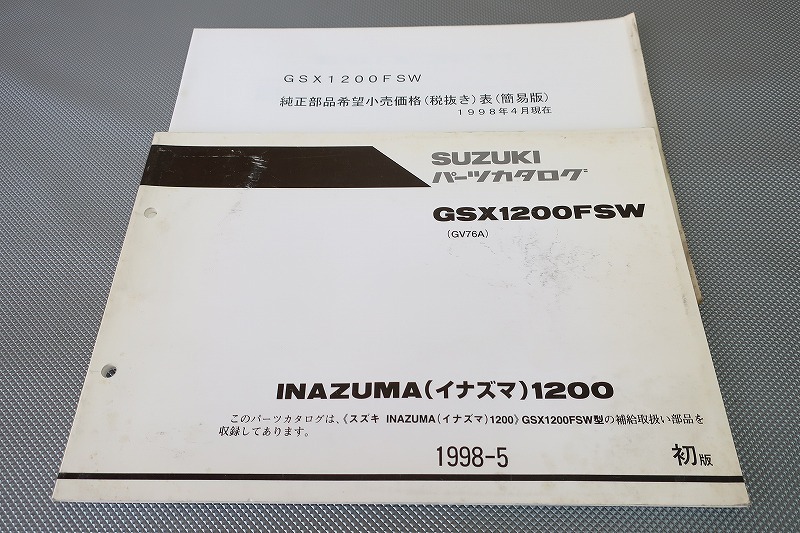 GSX1200FSW
純正部品希望小売価格(税抜き)表(簡易版)
1998年4月現在
SUZUKI
パーツカタログ
GSX1200FSW
(GV76A)
INAZUMA(イナズマ)1200
このパーツカタログは、《スズキ INAZUMA(イナズマ)1200》GSX1200FSW型の補給取扱い部品を
収録してあります。
1998-5 初版